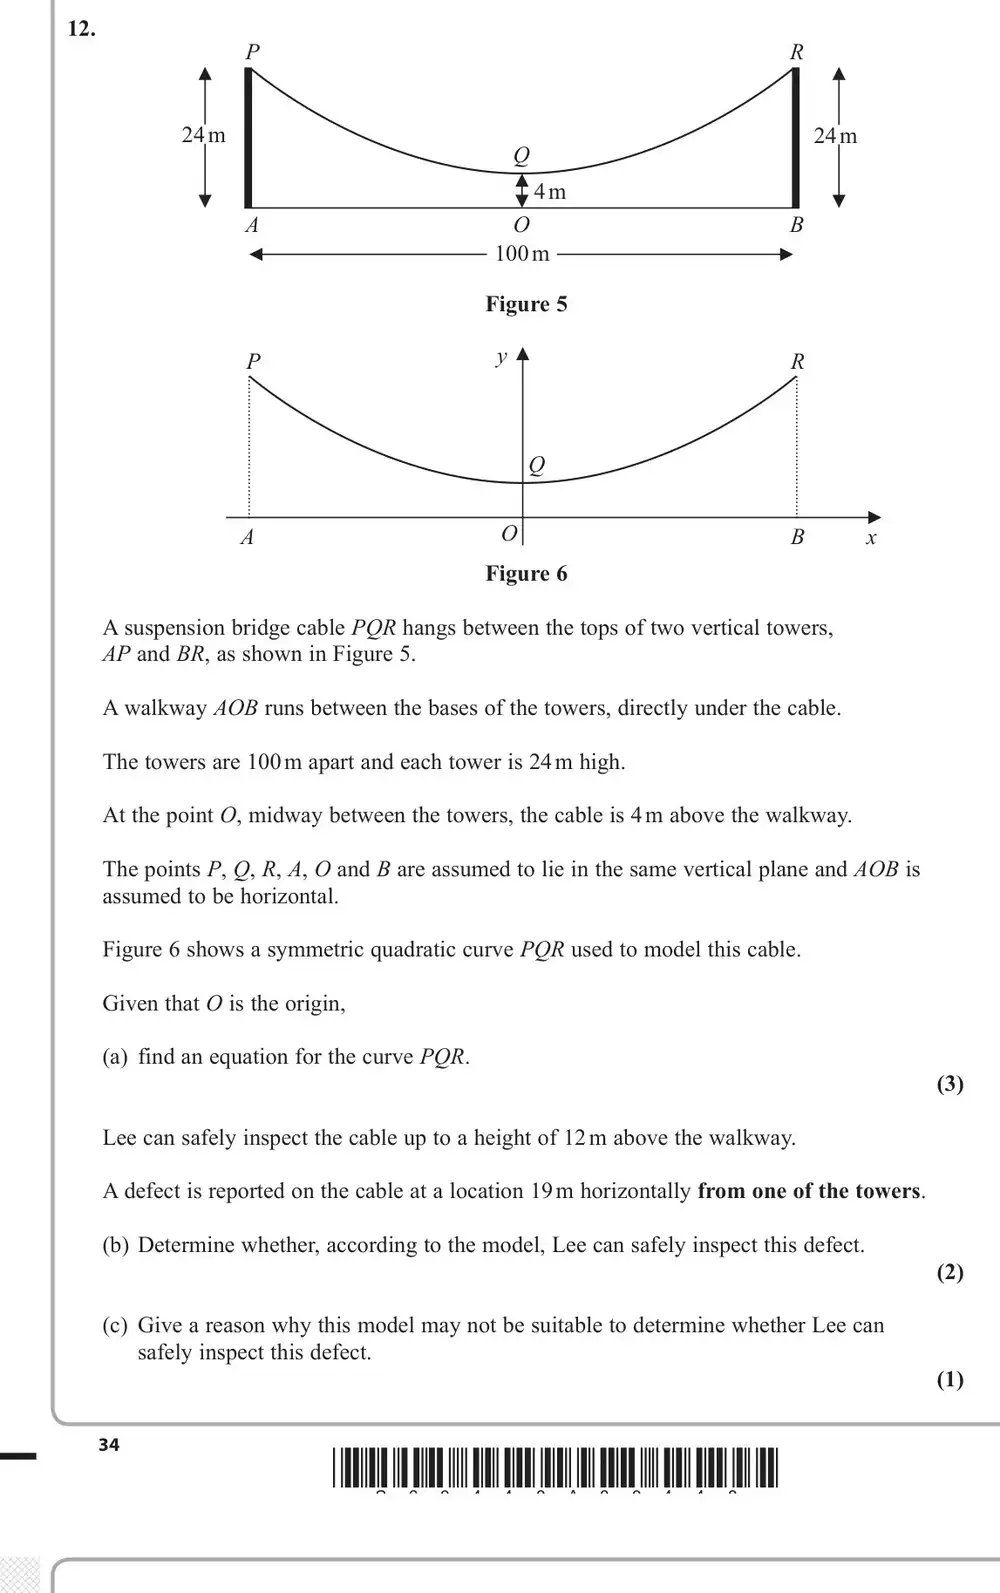 12.
P
R
24 m
24 m
Q
4 m
A
O
B
100 m
Figure 5
P
y
R
Q
A
O
B
x
Figure 6
A suspension bridge cable PQR hangs between the tops of two vertical towers,
AP and BR, as shown in Figure 5.
A walkway AOB runs between the bases of the towers, directly under the cable.
The towers are 100 m apart and each tower is 24 m high.
At the point O, midway between the towers, the cable is 4 m above the walkway.
The points P, Q, R, A, O and B are assumed to lie in the same vertical plane and AOB is
assumed to be horizontal.
Figure 6 shows a symmetric quadratic curve PQR used to model this cable.
Given that O is the origin,
(a) find an equation for the curve PQR.
(3)
Lee can safely inspect the cable up to a height of 12 m above the walkway.
A defect is reported on the cable at a location 19 m horizontally from one of the towers.
(b) Determine whether, according to the model, Lee can safely inspect this defect.
(2)
(c) Give a reason why this model may not be suitable to determine whether Lee can
safely inspect this defect.
(1)
34